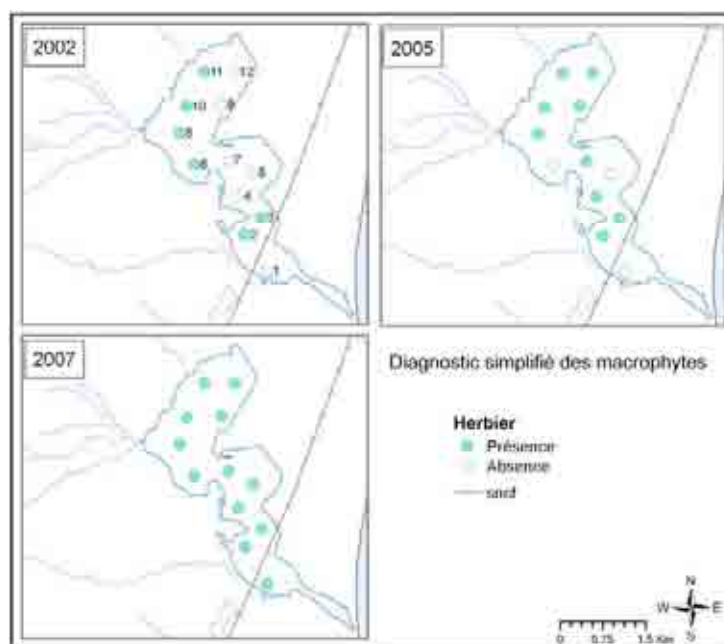 2002
11 12
10 9
8
7
6 5
4
3
2
1
2005
2007
Diagnostic simplifié des macrophytes
Herbier
Présence
Absence
sncf
N
W E
S
0 0.75 1.5 Km